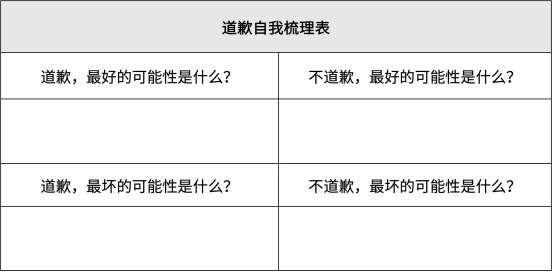 道歉自我梳理表
道歉，最好的可能性是什么？
不道歉，最好的可能性是什么？
道歉，最坏的可能性是什么？
不道歉，最坏的可能性是什么？